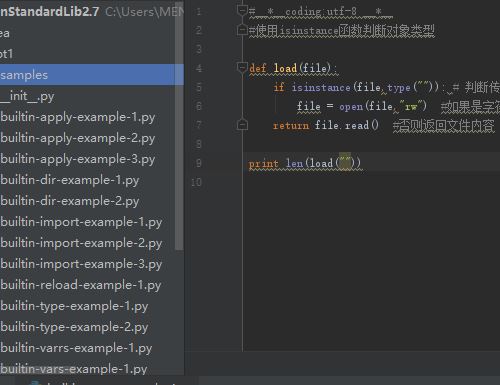 nStandardLib2.7 C:\Users\MEN
ea
ot1
samples
__init__.py
builtin-apply-example-1.py
builtin-apply-example-2.py
builtin-apply-example-3.py
builtin-dir-example-1.py
builtin-dir-example-2.py
builtin-import-example-1.py
builtin-import-example-2.py
builtin-import-example-3.py
builtin-reload-example-1.py
builtin-type-example-1.py
builtin-type-example-2.py
builtin-varrs-example-1.py
builtin-vars-example-1.py
1 #__*__coding:utf-8 __*__
2 #使用isinstance函数判断对象类型
3
4 def load(file):
5 if isinstance(file,type("")): # 判断传
6 file = open(file,"rw") #如果是字符
7 return file.read() #否则返回文件内容
8
9 print len(load(""))
10